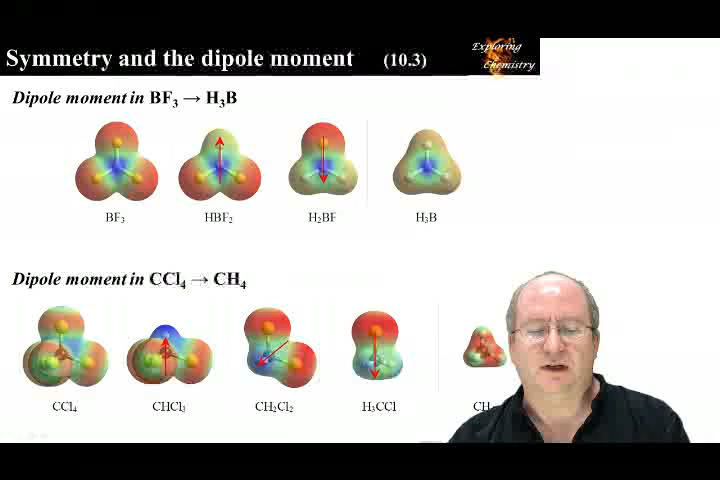 Symmetry and the dipole moment (10.3)
Exploring
Chemistry
Dipole moment in BF₃ → H₃B
BF₃ HBF₂ H₂BF H₃B
Dipole moment in CCl₄ → CH₄
CCl₄ CHCl₃ CH₂Cl₂ H₃CCl CH